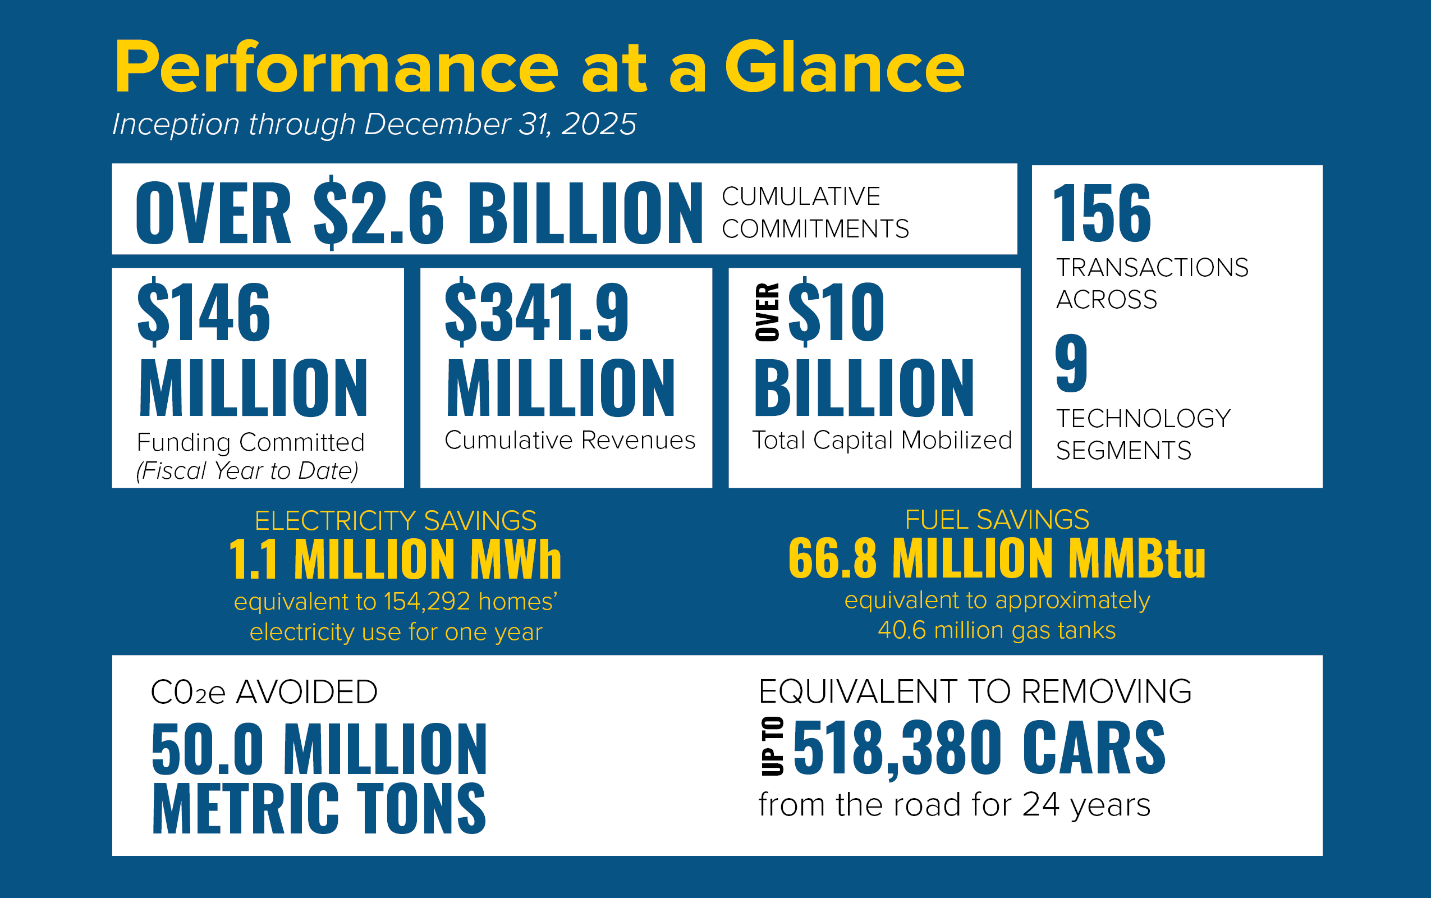 Performance at a Glance
Inception through December 31, 2025
OVER $2.6 BILLION
CUMULATIVE
COMMITMENTS
$146
MILLION
Funding Committed
(Fiscal Year to Date)
$341.9
MILLION
Cumulative Revenues
OVER
$10
BILLION
Total Capital Mobilized
156
TRANSACTIONS
ACROSS
9
TECHNOLOGY
SEGMENTS
ELECTRICITY SAVINGS
1.1 MILLION MWh
equivalent to 154,292 homes’
electricity use for one year
FUEL SAVINGS
66.8 MILLION MMBtu
equivalent to approximately
40.6 million gas tanks
C0₂e AVOIDED
50.0 MILLION
METRIC TONS
EQUIVALENT TO REMOVING
UP TO
518,380 CARS
from the road for 24 years